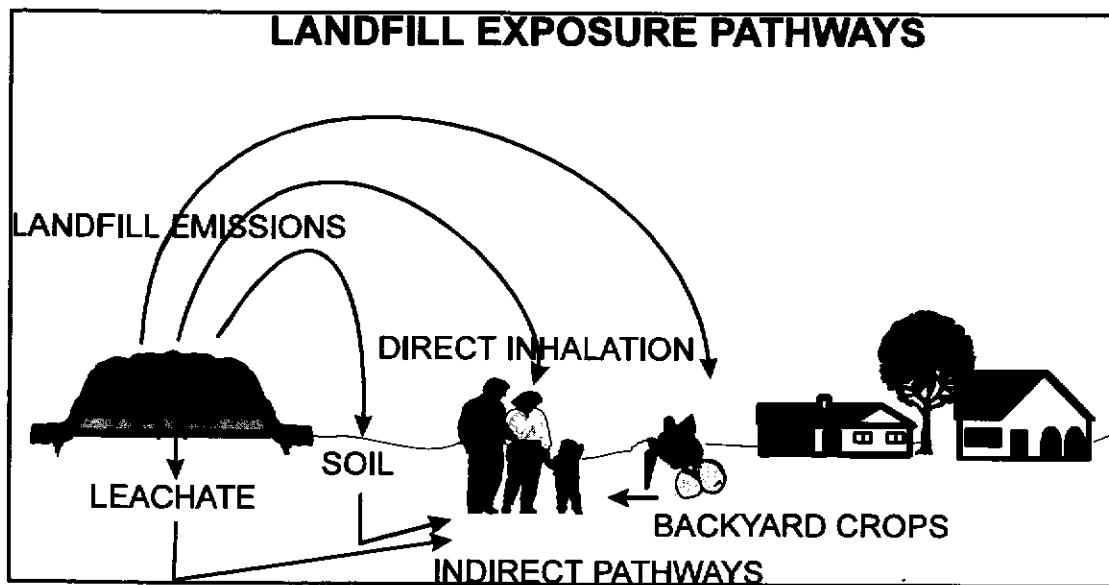 LANDFILL EXPOSURE PATHWAYS
LANDFILL EMISSIONS
DIRECT INHALATION
SOIL
LEACHATE
BACKYARD CROPS
INDIRECT PATHWAYS